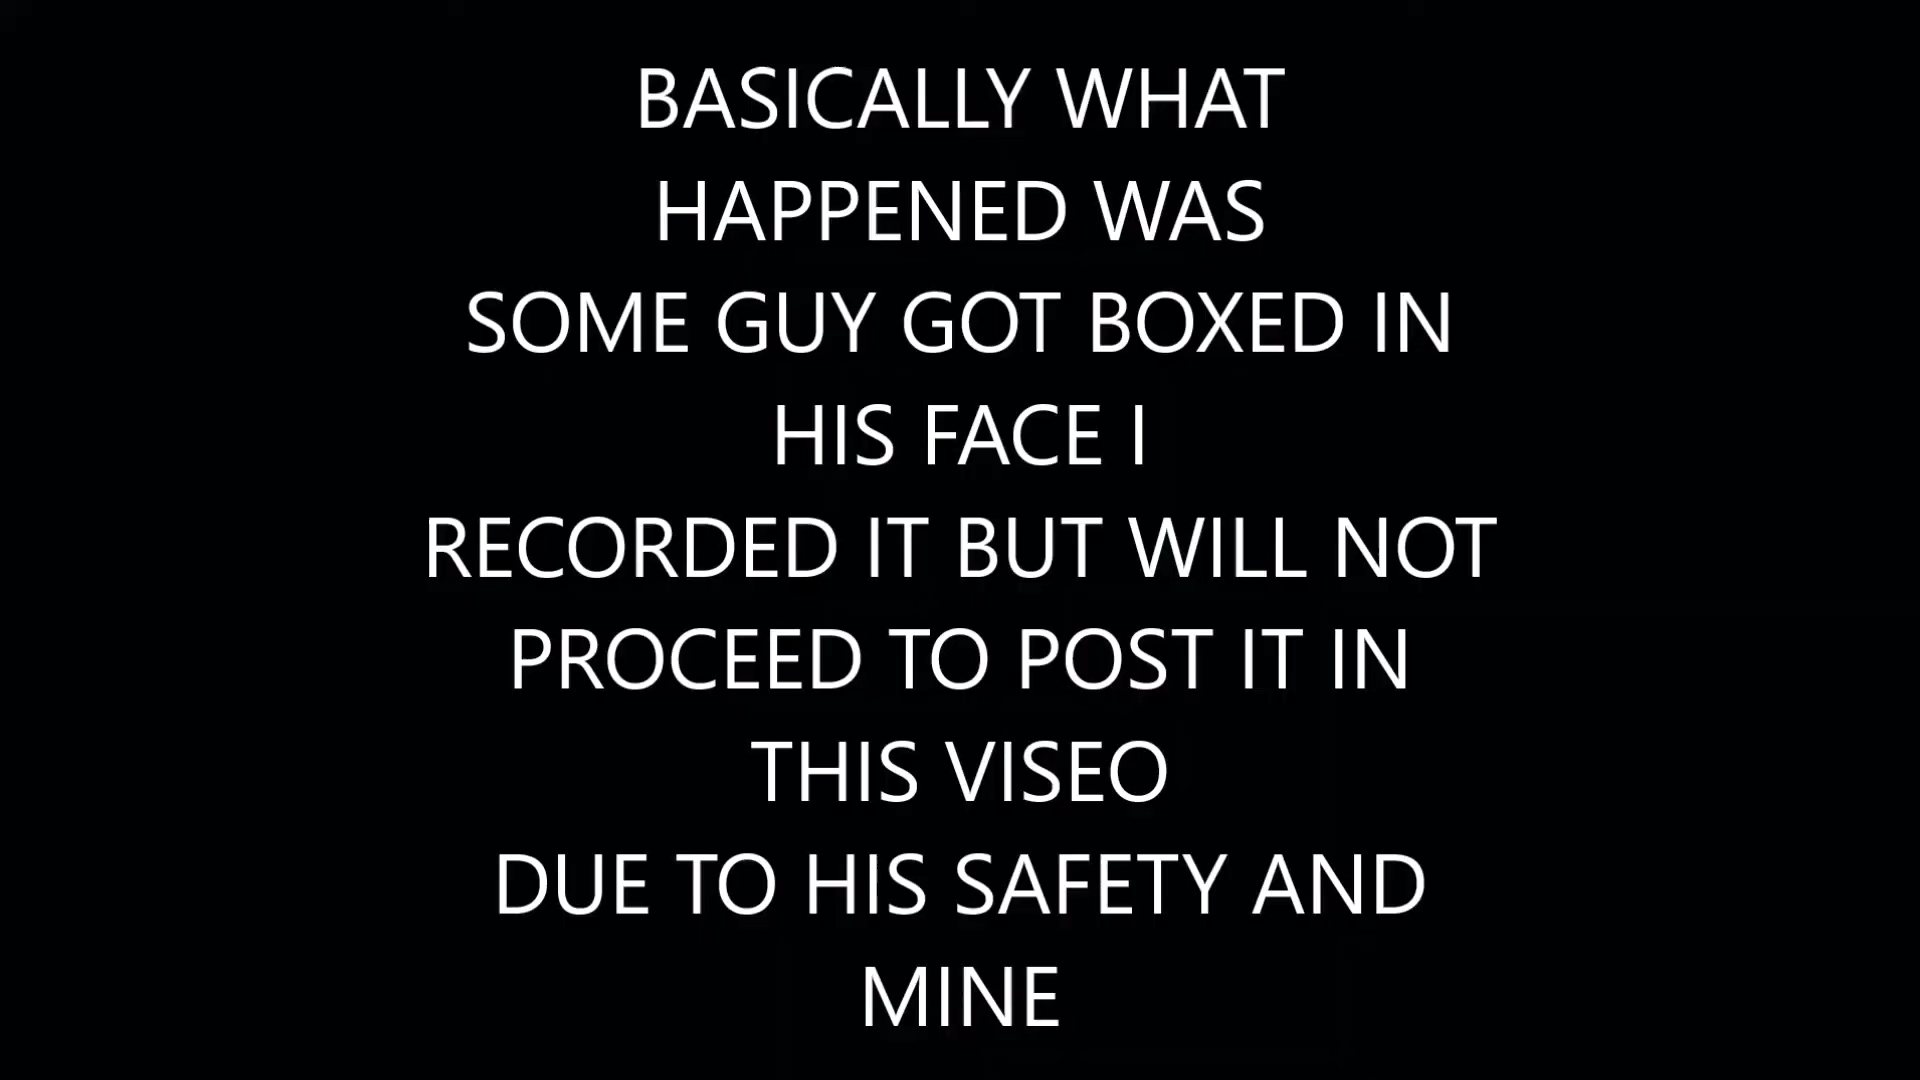 BASICALLY WHAT
HAPPENED WAS
SOME GUY GOT BOXED IN
HIS FACE I
RECORDED IT BUT WILL NOT
PROCEED TO POST IT IN
THIS VISEO
DUE TO HIS SAFETY AND
MINE